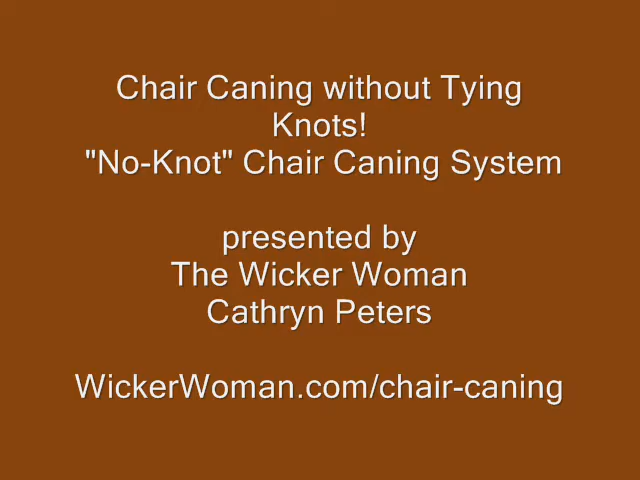 Chair Caning without Tying
Knots!
"No-Knot" Chair Caning System
presented by
The Wicker Woman
Cathryn Peters
WickerWoman.com/chair-caning